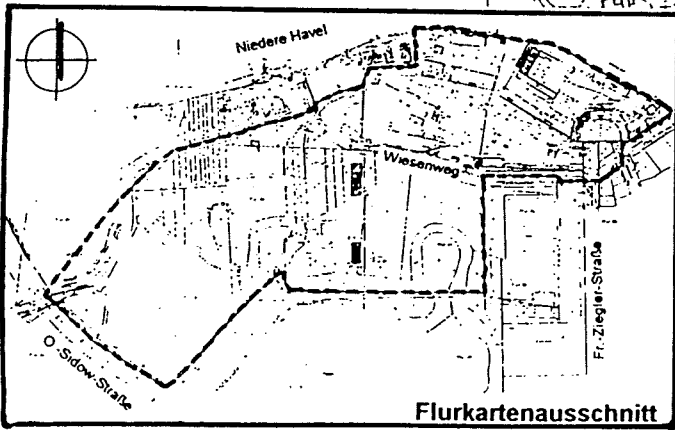 Niedere Havel
Wiesenweg
Fr.-Ziegler-Straße
O.-Sidow-Straße
Flurkartenausschnitt